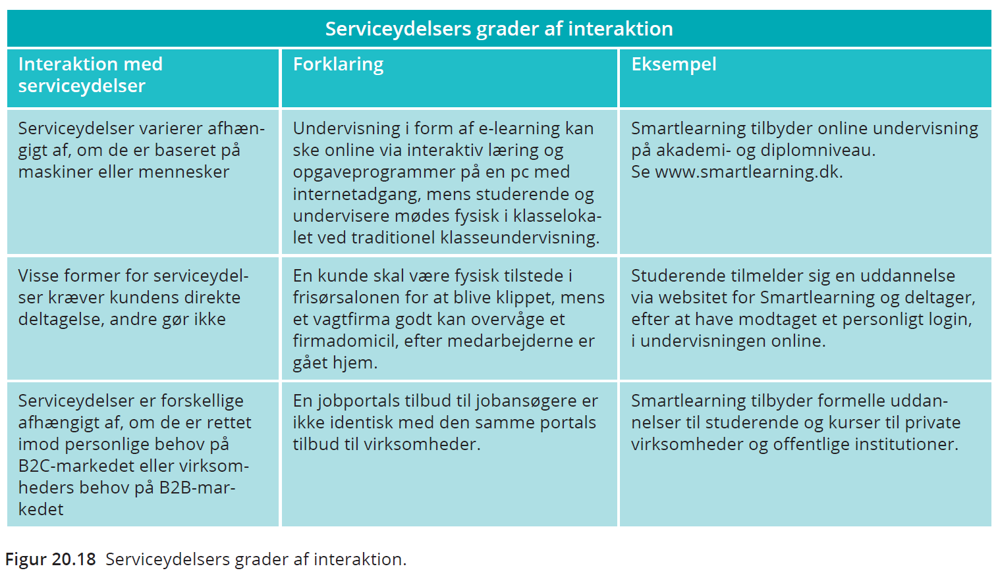 Serviceydelsers grader af interaktion
Interaktion med
serviceydelser
Forklaring
Eksempel
Serviceydelser varierer afhæn-
gigt af, om de er baseret på
maskiner eller mennesker
Undervisning i form af e-learning kan
ske online via interaktiv læring og
opgaveprogrammer på en pc med
internetadgang, mens studerende og
undervisere mødes fysisk i klasseloka-
let ved traditionel klasseundervisning.
Smartlearning tilbyder online undervisning
på akademi- og diplomniveau.
Se www.smartlearning.dk.
Visse former for serviceydel-
ser kræver kundens direkte
deltagelse, andre gør ikke
En kunde skal være fysisk tilstede i
frisørsalonen for at blive klippet, mens
et vagtfirma godt kan overvåge et
firmadomicil, efter medarbejderne er
gået hjem.
Studerende tilmelder sig en uddannelse
via websitet for Smartlearning og deltager,
efter at have modtaget et personligt login,
i undervisningen online.
Serviceydelser er forskellige
afhængigt af, om de er rettet
imod personlige behov på
B2C-markedet eller virksom-
heders behov på B2B-mar-
kedet
En jobportals tilbud til jobansøgere er
ikke identisk med den samme portals
tilbud til virksomheder.
Smartlearning tilbyder formelle uddan-
nelser til studerende og kurser til private
virksomheder og offentlige institutioner.
Figur 20.18 Serviceydelsers grader af interaktion.